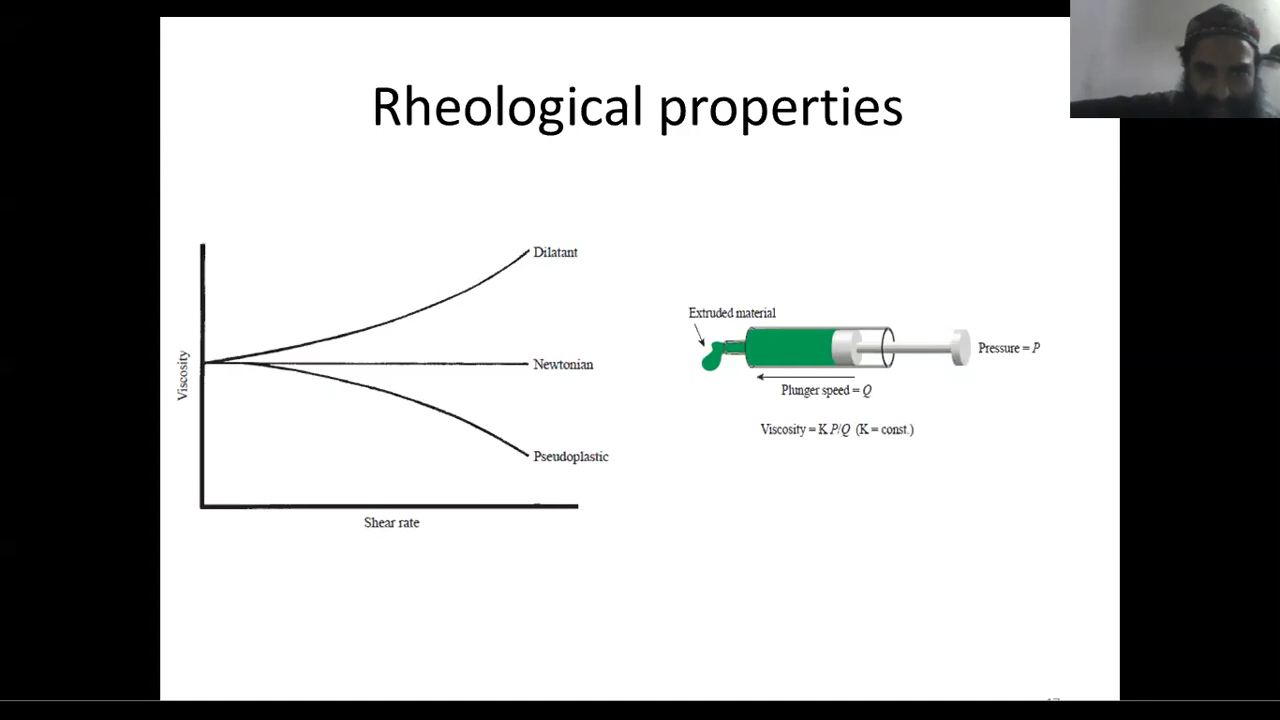 Rheological properties
Dilatant
Newtonian
Pseudoplastic
Viscosity
Shear rate
Extruded material
Pressure = P
Plunger speed = Q
Viscosity = K P/Q (K = const.)